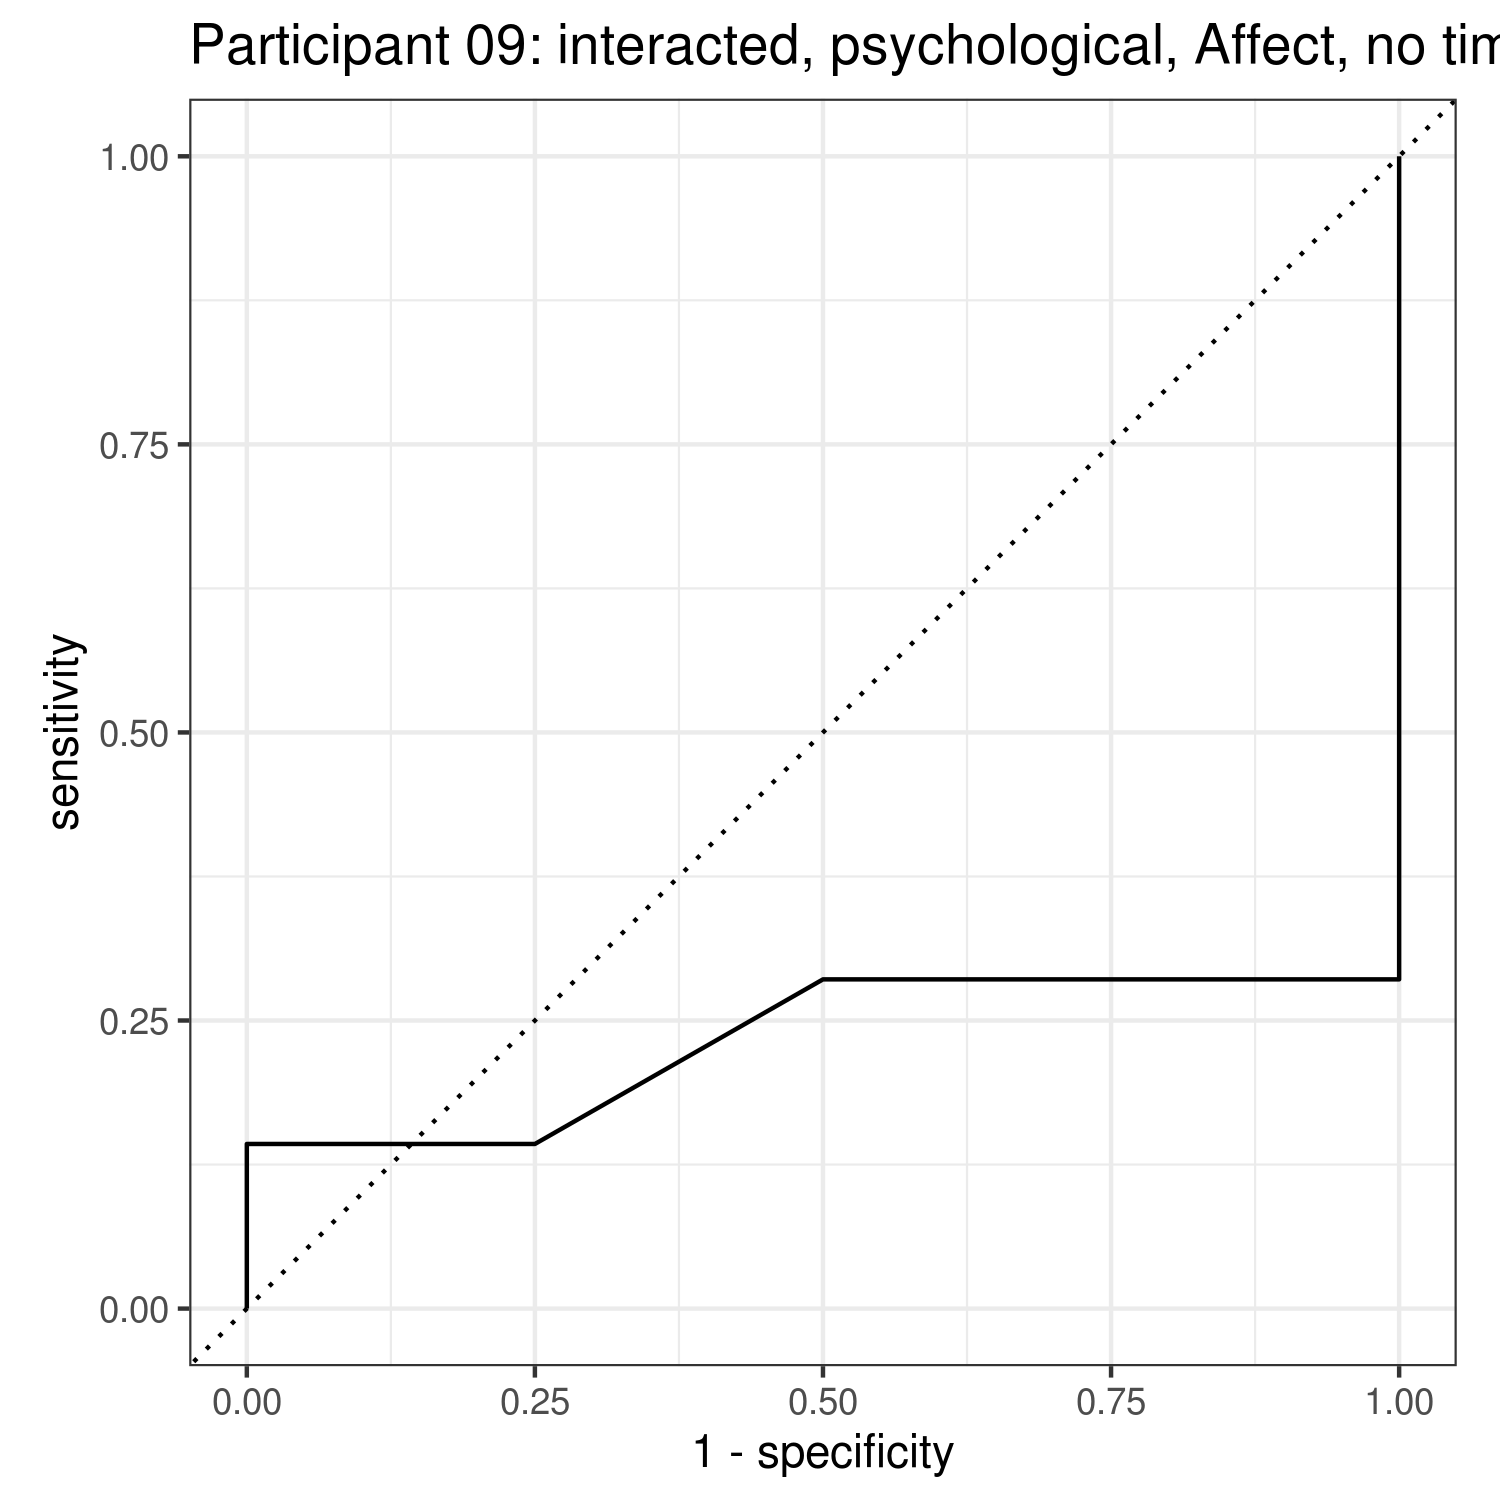 Participant 09: interacted, psychological, Affect, no tim
1.00
0.75
0.50
0.25
0.00
sensitivity
0.00 0.25 0.50 0.75 1.00
1 - specificity